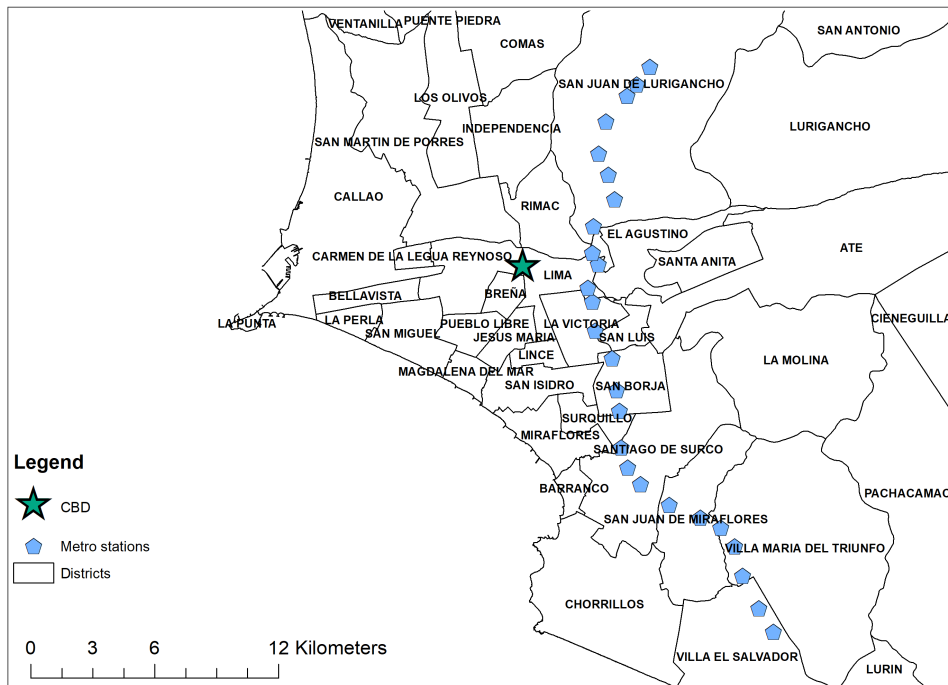 VENTANILLA
PUENTE PIEDRA
COMAS
SAN ANTONIO
SAN JUAN DE LURIGANCHO
LOS OLIVOS
INDEPENDENCIA
LURIGANCHO
SAN MARTIN DE PORRES
CALLAO
RIMAC
EL AGUSTINO
ATE
CARMEN DE LA LEGUA REYNOSO
SANTA ANITA
LIMA
BREÑA
BELLAVISTA
CIENEGUILLA
LA PUNTA
LA PERLA
PUEBLO LIBRE
LA VICTORIA
SAN MIGUEL
JESUS MARIA
SAN LUIS
LINCE
LA MOLINA
MAGDALENA DEL MAR
SAN ISIDRO
SAN BORJA
SURQUILLO
MIRAFLORES
SANTIAGO DE SURCO
BARRANCO
PACHACAMAC
SAN JUAN DE MIRAFLORES
VILLA MARIA DEL TRIUNFO
CHORRILLOS
VILLA EL SALVADOR
LURIN
Legend
CBD
Metro stations
Districts
0 3 6 12 Kilometers